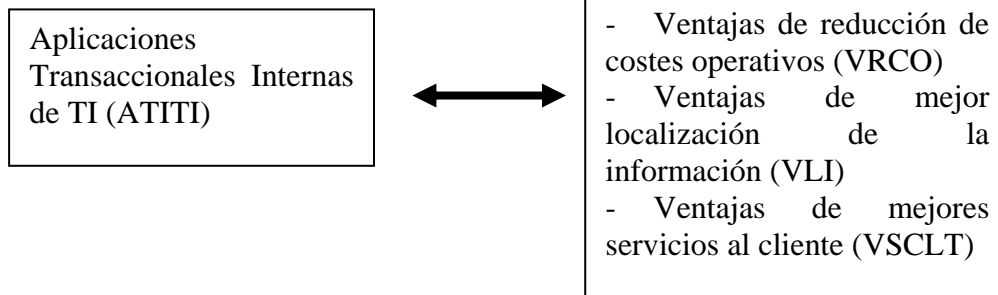 Aplicaciones
Transaccionales Internas
de TI (ATITI)
- Ventajas de reducción de
costes operativos (VRCO)
- Ventajas de mejor
localización de la
información (VLI)
- Ventajas de mejores
servicios al cliente (VSCLT)